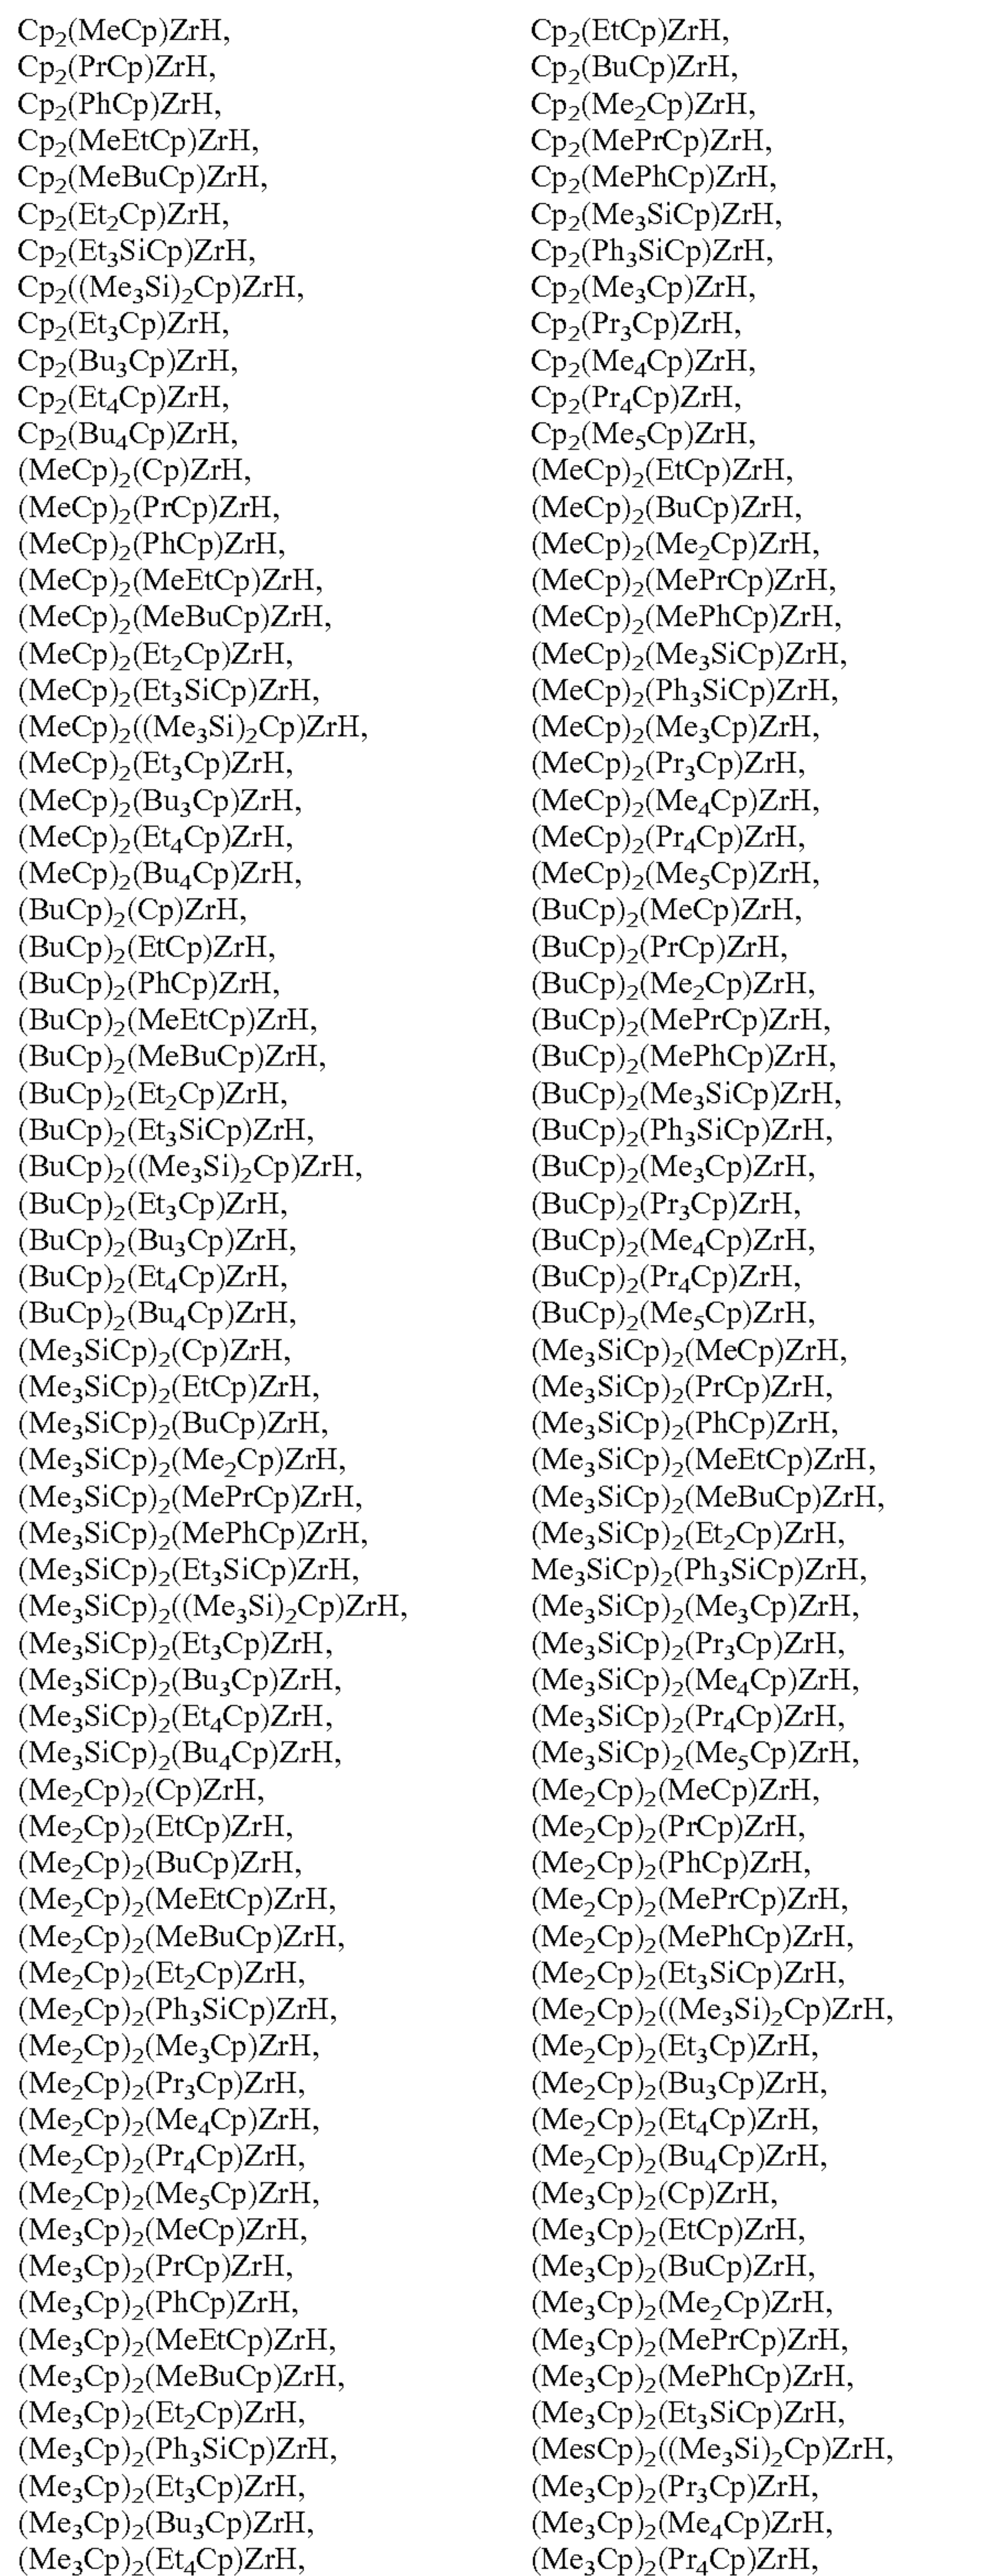 Cp₂(MeCp)ZrH, Cp₂(EtCp)ZrH,
Cp₂(PrCp)ZrH, Cp₂(BuCp)ZrH,
Cp₂(PhCp)ZrH, Cp₂(Me₂Cp)ZrH,
Cp₂(MeEtCp)ZrH, Cp₂(MePrCp)ZrH,
Cp₂(MeBuCp)ZrH, Cp₂(MePhCp)ZrH,
Cp₂(Et₂Cp)ZrH, Cp₂(Me₃SiCp)ZrH,
Cp₂(Et₃SiCp)ZrH, Cp₂(Ph₃SiCp)ZrH,
Cp₂((Me₃Si)₂Cp)ZrH, Cp₂(Me₃Cp)ZrH,
Cp₂(Et₃Cp)ZrH, Cp₂(Pr₃Cp)ZrH,
Cp₂(Bu₃Cp)ZrH, Cp₂(Me₄Cp)ZrH,
Cp₂(Et₄Cp)ZrH, Cp₂(Pr₄Cp)ZrH,
Cp₂(Bu₄Cp)ZrH, Cp₂(Me₅Cp)ZrH,
(MeCp)₂(Cp)ZrH, (MeCp)₂(EtCp)ZrH,
(MeCp)₂(PrCp)ZrH, (MeCp)₂(BuCp)ZrH,
(MeCp)₂(PhCp)ZrH, (MeCp)₂(Me₂Cp)ZrH,
(MeCp)₂(MeEtCp)ZrH, (MeCp)₂(MePrCp)ZrH,
(MeCp)₂(MeBuCp)ZrH, (MeCp)₂(MePhCp)ZrH,
(MeCp)₂(Et₂Cp)ZrH, (MeCp)₂(Me₃SiCp)ZrH,
(MeCp)₂(Et₃SiCp)ZrH, (MeCp)₂(Ph₃SiCp)ZrH,
(MeCp)₂((Me₃Si)₂Cp)ZrH, (MeCp)₂(Me₃Cp)ZrH,
(MeCp)₂(Et₃Cp)ZrH, (MeCp)₂(Pr₃Cp)ZrH,
(MeCp)₂(Bu₃Cp)ZrH, (MeCp)₂(Me₄Cp)ZrH,
(MeCp)₂(Et₄Cp)ZrH, (MeCp)₂(Pr₄Cp)ZrH,
(MeCp)₂(Bu₄Cp)ZrH, (MeCp)₂(Me₅Cp)ZrH,
(BuCp)₂(Cp)ZrH, (BuCp)₂(MeCp)ZrH,
(BuCp)₂(EtCp)ZrH, (BuCp)₂(PrCp)ZrH,
(BuCp)₂(PhCp)ZrH, (BuCp)₂(Me₂Cp)ZrH,
(BuCp)₂(MeEtCp)ZrH, (BuCp)₂(MePrCp)ZrH,
(BuCp)₂(MeBuCp)ZrH, (BuCp)₂(MePhCp)ZrH,
(BuCp)₂(Et₂Cp)ZrH, (BuCp)₂(Me₃SiCp)ZrH,
(BuCp)₂(Et₃SiCp)ZrH, (BuCp)₂(Ph₃SiCp)ZrH,
(BuCp)₂((Me₃Si)₂Cp)ZrH, (BuCp)₂(Me₃Cp)ZrH,
(BuCp)₂(Et₃Cp)ZrH, (BuCp)₂(Pr₃Cp)ZrH,
(BuCp)₂(Bu₃Cp)ZrH, (BuCp)₂(Me₄Cp)ZrH,
(BuCp)₂(Et₄Cp)ZrH, (BuCp)₂(Pr₄Cp)ZrH,
(BuCp)₂(Bu₄Cp)ZrH, (BuCp)₂(Me₅Cp)ZrH,
(Me₃SiCp)₂(Cp)ZrH, (Me₃SiCp)₂(MeCp)ZrH,
(Me₃SiCp)₂(EtCp)ZrH, (Me₃SiCp)₂(PrCp)ZrH,
(Me₃SiCp)₂(BuCp)ZrH, (Me₃SiCp)₂(PhCp)ZrH,
(Me₃SiCp)₂(Me₂Cp)ZrH, (Me₃SiCp)₂(MeEtCp)ZrH,
(Me₃SiCp)₂(MePrCp)ZrH, (Me₃SiCp)₂(MeBuCp)ZrH,
(Me₃SiCp)₂(MePhCp)ZrH, (Me₃SiCp)₂(Et₂Cp)ZrH,
(Me₃SiCp)₂(Et₃SiCp)ZrH, Me₃SiCp)₂(Ph₃SiCp)ZrH,
(Me₃SiCp)₂((Me₃Si)₂Cp)ZrH, (Me₃SiCp)₂(Me₃Cp)ZrH,
(Me₃SiCp)₂(Et₃Cp)ZrH, (Me₃SiCp)₂(Pr₃Cp)ZrH,
(Me₃SiCp)₂(Bu₃Cp)ZrH, (Me₃SiCp)₂(Me₄Cp)ZrH,
(Me₃SiCp)₂(Et₄Cp)ZrH, (Me₃SiCp)₂(Pr₄Cp)ZrH,
(Me₃SiCp)₂(Bu₄Cp)ZrH, (Me₃SiCp)₂(Me₅Cp)ZrH,
(Me₂Cp)₂(Cp)ZrH, (Me₂Cp)₂(MeCp)ZrH,
(Me₂Cp)₂(EtCp)ZrH, (Me₂Cp)₂(PrCp)ZrH,
(Me₂Cp)₂(BuCp)ZrH, (Me₂Cp)₂(PhCp)ZrH,
(Me₂Cp)₂(MeEtCp)ZrH, (Me₂Cp)₂(MePrCp)ZrH,
(Me₂Cp)₂(MeBuCp)ZrH, (Me₂Cp)₂(MePhCp)ZrH,
(Me₂Cp)₂(Et₂Cp)ZrH, (Me₂Cp)₂(Et₃SiCp)ZrH,
(Me₂Cp)₂(Ph₃SiCp)ZrH, (Me₂Cp)₂((Me₃Si)₂Cp)ZrH,
(Me₂Cp)₂(Me₃Cp)ZrH, (Me₂Cp)₂(Et₃Cp)ZrH,
(Me₂Cp)₂(Pr₃Cp)ZrH, (Me₂Cp)₂(Bu₃Cp)ZrH,
(Me₂Cp)₂(Me₄Cp)ZrH, (Me₂Cp)₂(Et₄Cp)ZrH,
(Me₂Cp)₂(Pr₄Cp)ZrH, (Me₂Cp)₂(Bu₄Cp)ZrH,
(Me₂Cp)₂(Me₅Cp)ZrH, (Me₃Cp)₂(Cp)ZrH,
(Me₃Cp)₂(MeCp)ZrH, (Me₃Cp)₂(EtCp)ZrH,
(Me₃Cp)₂(PrCp)ZrH, (Me₃Cp)₂(BuCp)ZrH,
(Me₃Cp)₂(PhCp)ZrH, (Me₃Cp)₂(Me₂Cp)ZrH,
(Me₃Cp)₂(MeEtCp)ZrH, (Me₃Cp)₂(MePrCp)ZrH,
(Me₃Cp)₂(MeBuCp)ZrH, (Me₃Cp)₂(MePhCp)ZrH,
(Me₃Cp)₂(Et₂Cp)ZrH, (Me₃Cp)₂(Et₃SiCp)ZrH,
(Me₃Cp)₂(Ph₃SiCp)ZrH, (MesCp)₂((Me₃Si)₂Cp)ZrH,
(Me₃Cp)₂(Et₃Cp)ZrH, (Me₃Cp)₂(Pr₃Cp)ZrH,
(Me₃Cp)₂(Bu₃Cp)ZrH, (Me₃Cp)₂(Me₄Cp)ZrH,
(Me₃Cp)₂(Et₄Cp)ZrH, (Me₃Cp)₂(Pr₄Cp)ZrH,